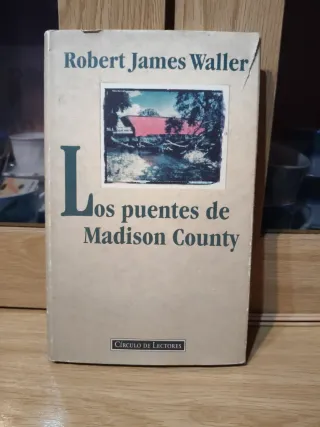 Robert James Waller
Los puentes de
Madison County
CÍRCULO DE LECTORES